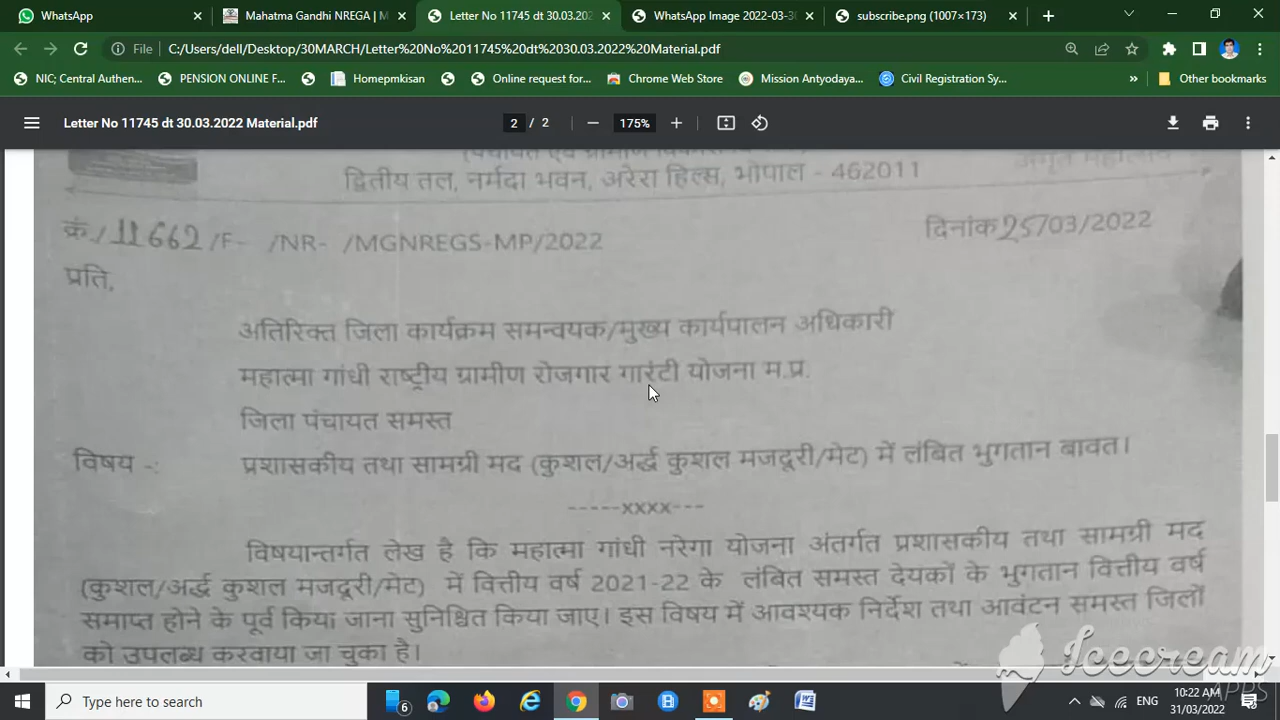 WhatsApp
Mahatma Gandhi NREGA | M
Letter No 11745 dt 30.03.202
WhatsApp Image 2022-03-30
subscribe.png (1007×173)
File C:/Users/dell/Desktop/30MARCH/Letter%20No%2011745%20dt%2030.03.2022%20Material.pdf
NIC; Central Authen...
PENSION ONLINE F...
Homepmkisan
Online request for...
Chrome Web Store
Mission Antyodaya...
Civil Registration Sy...
» Other bookmarks
Letter No 11745 dt 30.03.2022 Material.pdf
2 / 2
175%
द्वितीय तल, नर्मदा भवन, अरेरा हिल्स, भोपाल - 462011
क्रं./11662/F- /NR- /MGNREGS-MP/2022
दिनांक 25/03/2022
प्रति,
अतिरिक्त जिला कार्यक्रम समन्वयक/मुख्य कार्यपालन अधिकारी
महात्मा गांधी राष्ट्रीय ग्रामीण रोजगार गारंटी योजना म.प्र.
जिला पंचायत समस्त
विषय -: प्रशासकीय तथा सामग्री मद (कुशल/अर्द्ध कुशल मजदूरी/मेट) में लंबित भुगतान बावत।
-----xxxx---
विषयान्तर्गत लेख है कि महात्मा गांधी नरेगा योजना अंतर्गत प्रशासकीय तथा सामग्री मद
(कुशल/अर्द्ध कुशल मजदूरी/मेट) में वित्तीय वर्ष 2021-22 के लंबित समस्त देयकों के भुगतान वित्तीय वर्ष
समाप्त होने के पूर्व किया जाना सुनिश्चित किया जाए। इस विषय में आवश्यक निर्देश तथा आवंटन समस्त जिलों
को उपलब्ध करवाया जा चुका है।
Icecream
APPS
Type here to search
6
ENG
10:22 AM
31/03/2022